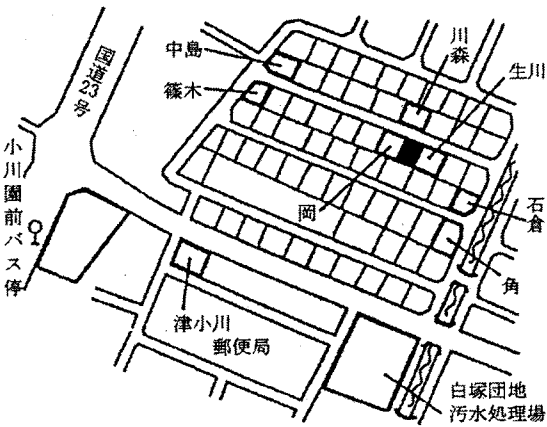 中島
川森
生川
篠木
国道23号
小川園前バス停
岡
石倉
角
津小川
郵便局
白塚団地
汚水処理場